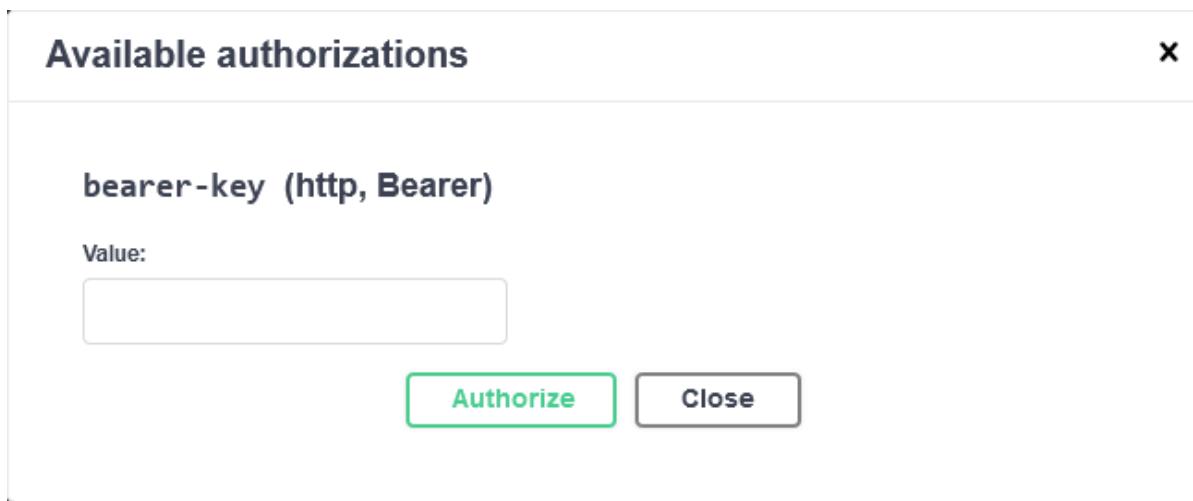 Available authorizations
bearer-key (http, Bearer)
Value:
Authorize Close